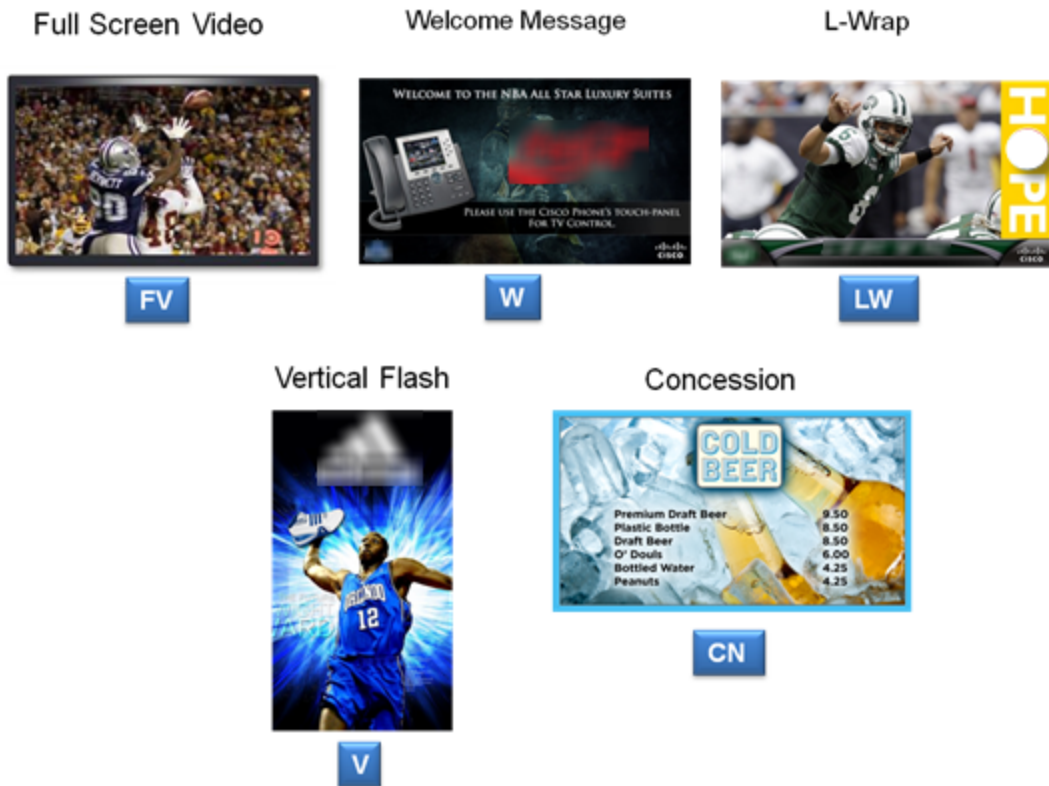 Full Screen Video
Welcome Message
L-Wrap
80
WELCOME TO THE NBA ALL STAR LUXURY SUITES
PLEASE USE THE CISCO PHONE'S TOUCH-PANEL
FOR TV CONTROL.
CISCO
6
HOPE
CISCO
FV
W
LW
Vertical Flash
Concession
ORLANDO
12
COLD
BEER
Premium Draft Beer 9.50
Plastic Bottle 8.50
Draft Beer 8.50
O' Douls 6.00
Bottled Water 4.25
Peanuts 4.25
CN
V